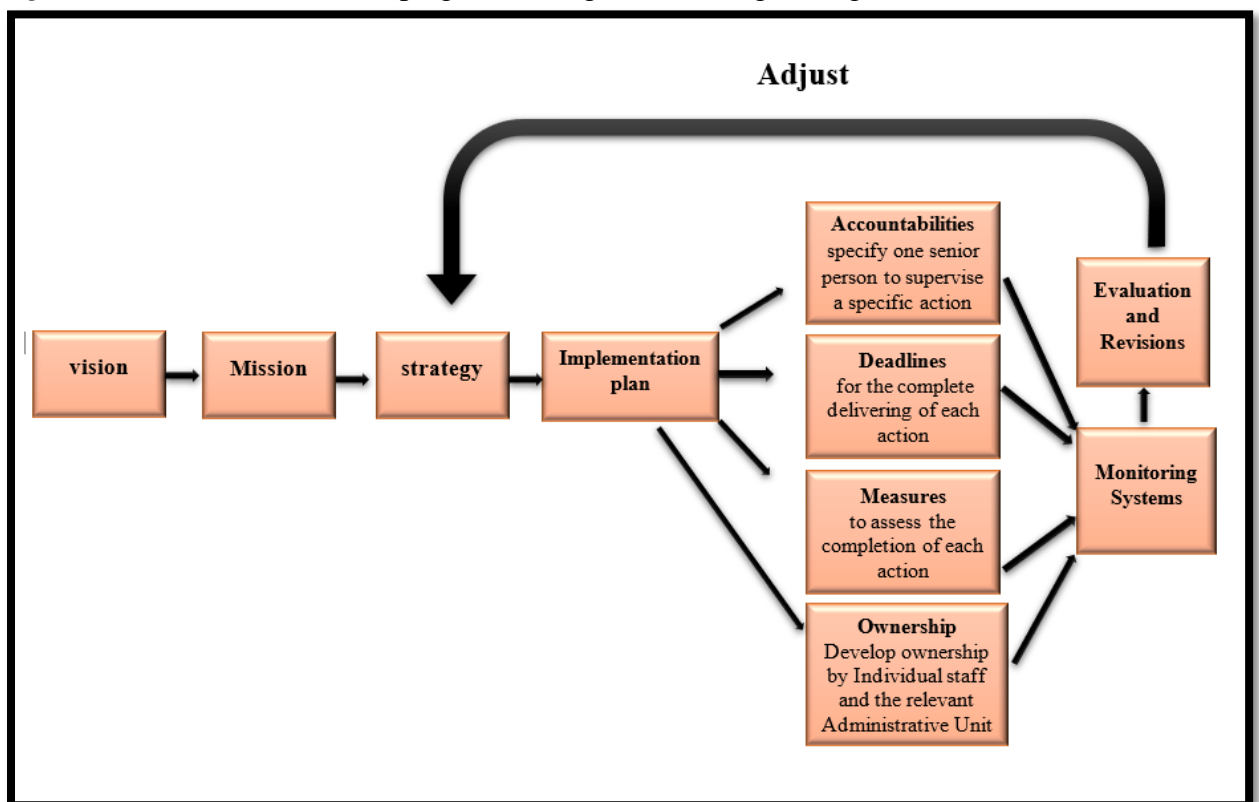 Adjust
vision
Mission
strategy
Implementation
plan
Accountabilities
specify one senior
person to supervise
a specific action
Deadlines
for the complete
delivering of each
action
Measures
to assess the
completion of each
action
Ownership
Develop ownership
by Individual staff
and the relevant
Administrative Unit
Monitoring
Systems
Evaluation
and
Revisions